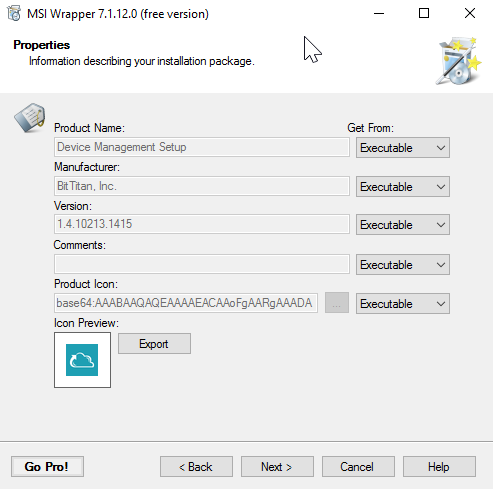 MSI Wrapper 7.1.12.0 (free version)
Properties
Information describing your installation package.
Product Name: Get From:
Device Management Setup Executable
Manufacturer:
BitTitan, Inc. Executable
Version:
1.4.10213.1415 Executable
Comments:
Executable
Product Icon:
base64:AAABAAQAQEAAAAEACAAoFgAARgAAADA ... Executable
Icon Preview:
Export
Go Pro! < Back Next > Cancel Help